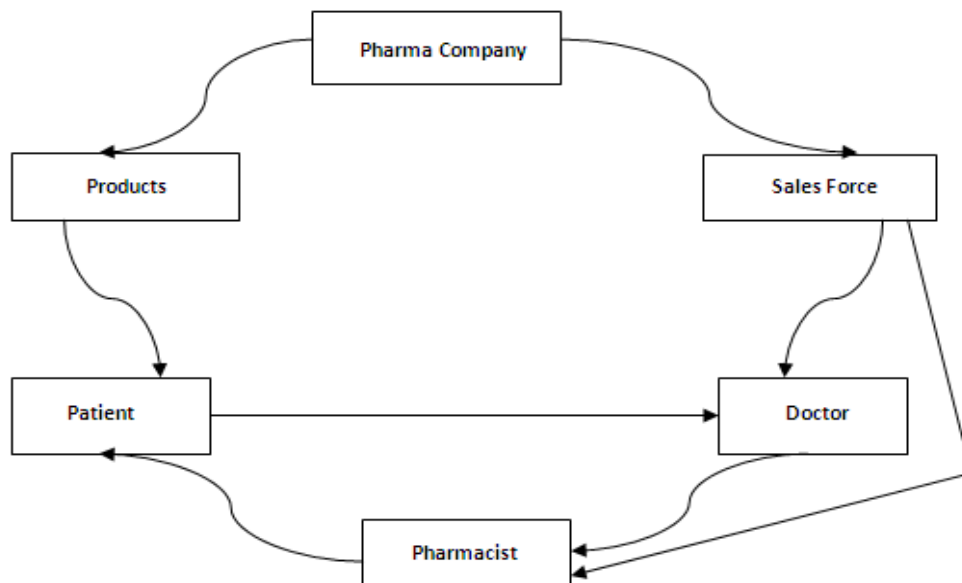 Pharma Company
Products
Sales Force
Patient
Doctor
Pharmacist